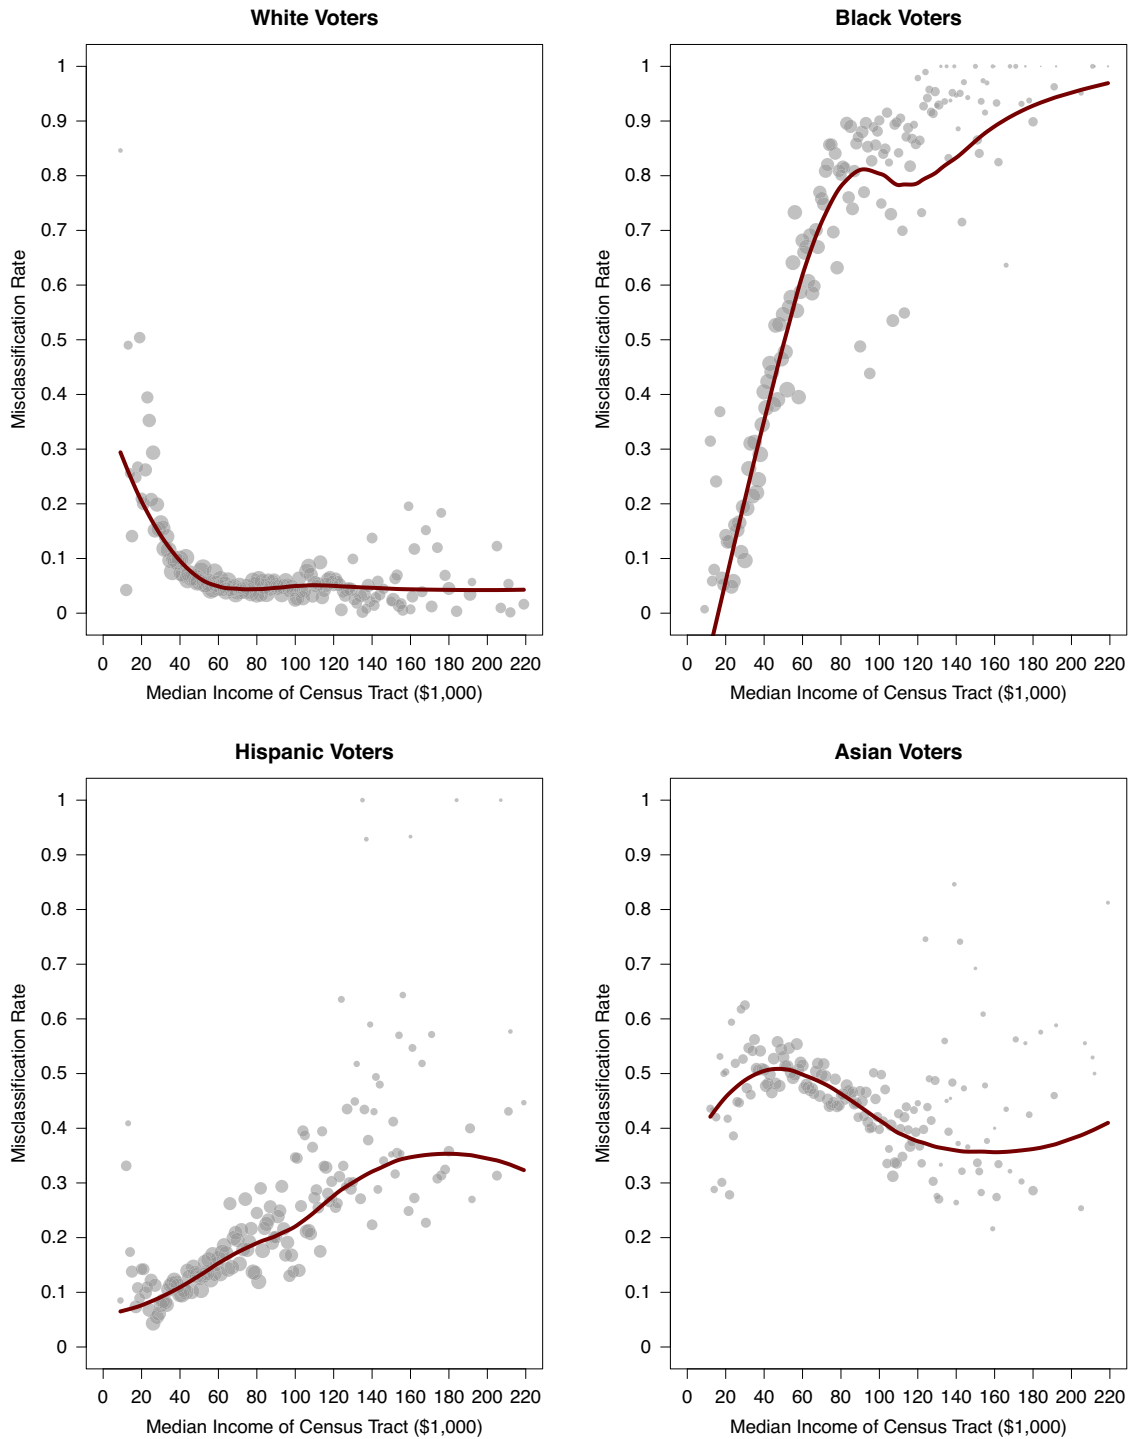 White Voters
Black Voters
Misclassification Rate
1
0.9
0.8
0.7
0.6
0.5
0.4
0.3
0.2
0.1
0
0 20 40 60 80 100 120 140 160 180 200 220
Median Income of Census Tract ($1,000)
Misclassification Rate
1
0.9
0.8
0.7
0.6
0.5
0.4
0.3
0.2
0.1
0
0 20 40 60 80 100 120 140 160 180 200 220
Median Income of Census Tract ($1,000)
Hispanic Voters
Asian Voters
Misclassification Rate
1
0.9
0.8
0.7
0.6
0.5
0.4
0.3
0.2
0.1
0
0 20 40 60 80 100 120 140 160 180 200 220
Median Income of Census Tract ($1,000)
Misclassification Rate
1
0.9
0.8
0.7
0.6
0.5
0.4
0.3
0.2
0.1
0
0 20 40 60 80 100 120 140 160 180 200 220
Median Income of Census Tract ($1,000)